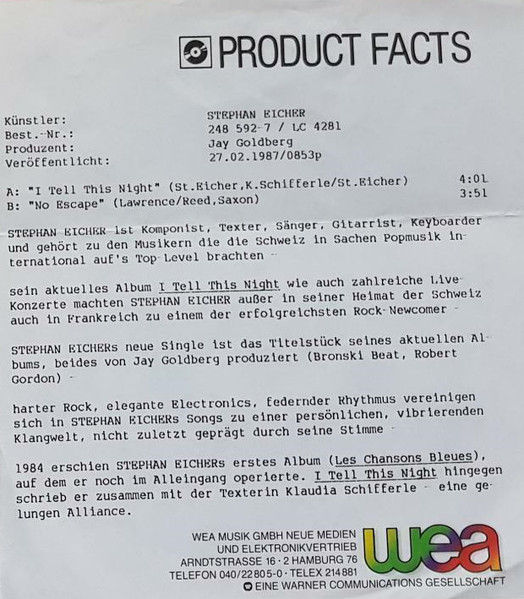 PRODUCT FACTS
Künstler: STEPHAN EICHER
Best.-Nr.: 248 592-7 / LC 4281
Produzent: Jay Goldberg
Veröffentlicht: 27.02.1987/0853p
A: "I Tell This Night" (St.Eicher,K.Schifferle/St.Eicher) 4:01
B: "No Escape" (Lawrence/Reed,Saxon) 3:51
STEPHAN EICHER ist Komponist, Texter, Sänger, Gitarrist, Keyboarder
und gehört zu den Musikern die die Schweiz in Sachen Popmusik in-
ternational auf's Top-Level brachten -
sein aktuelles Album I Tell This Night wie auch zahlreiche Live-
Konzerte machten STEPHAN EICHER außer in seiner Heimat der Schweiz
auch in Frankreich zu einem der erfolgreichsten Rock-Newcomer -
STEPHAN EICHERs neue Single ist das Titelstück seines aktuellen Al-
bums, beides von Jay Goldberg produziert (Bronski Beat, Robert
Gordon) -
harter Rock, elegante Electronics, federnder Rhythmus vereinigen
sich in STEPHAN EICHERs Songs zu einer persönlichen, vibrierenden
Klangwelt, nicht zuletzt geprägt durch seine Stimme -
1984 erschien STEPHAN EICHERs erstes Album (Les Chansons Bleues),
auf dem er noch im Alleingang operierte. I Tell This Night hingegen
schrieb er zusammen mit der Texterin Klaudia Schifferle - eine ge-
lungen Alliance.
WEA MUSIK GMBH NEUE MEDIEN
UND ELEKTRONIKVERTRIEB
ARNDTSTRASSE 16 · 2 HAMBURG 76
TELEFON 040/22805-0 · TELEX 214881
EINE WARNER COMMUNICATIONS GESELLSCHAFT
wea